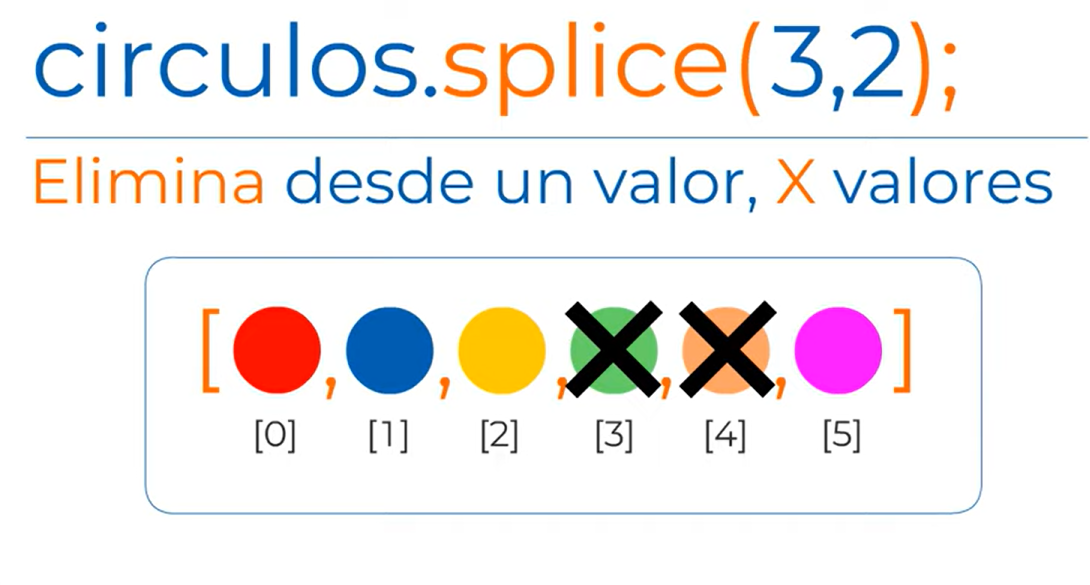 circulos.splice(3,2);
Elimina desde un valor, X valores
[ , , , , , ]
[0] [1] [2] [3] [4] [5]